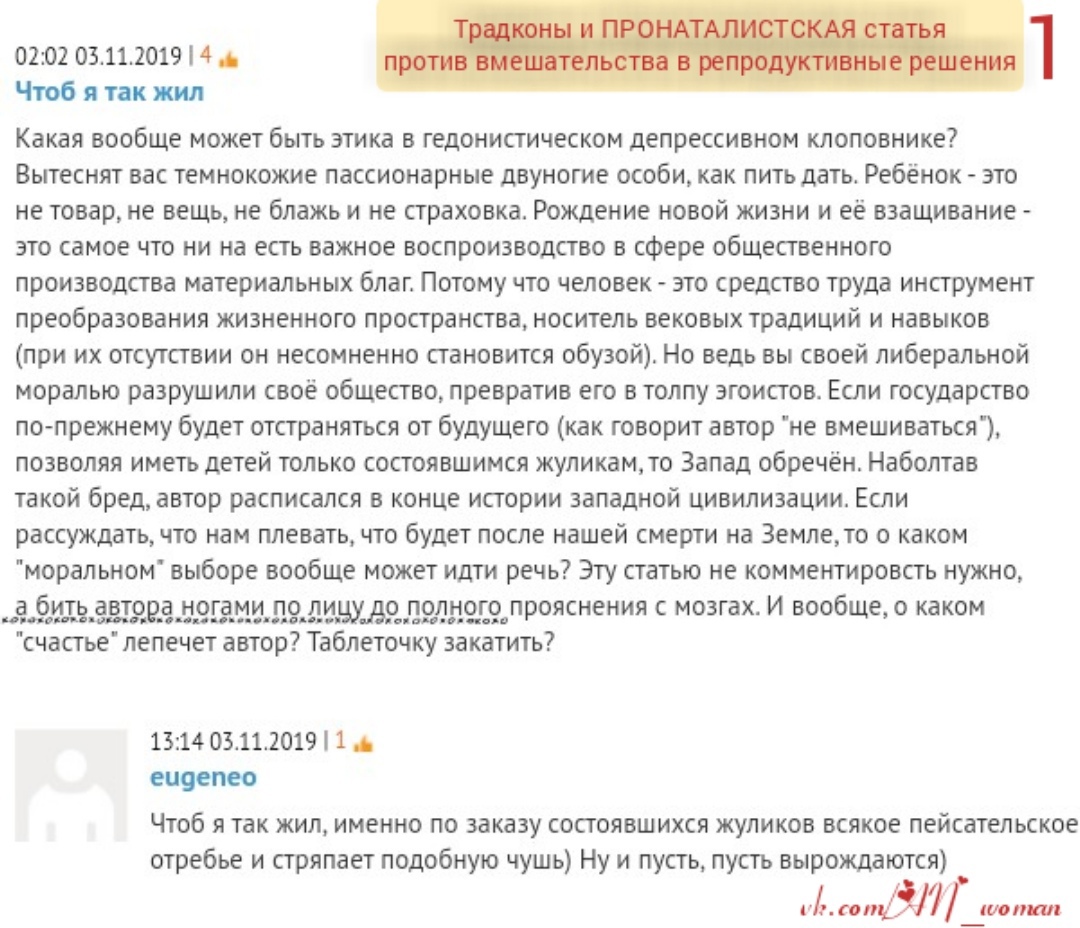 Традконы и ПРОНАТАЛИСТСКАЯ статья
против вмешательства в репродуктивные решения
1
02:02 03.11.2019 | 4
Чтоб я так жил
Какая вообще может быть этика в гедонистическом депрессивном клоповнике?
Вытеснят вас темнокожие пассионарные двуногие особи, как пить дать. Ребёнок - это
не товар, не вещь, не блажь и не страховка. Рождение новой жизни и её взащивание -
это самое что ни на есть важное воспроизводство в сфере общественного
производства материальных благ. Потому что человек - это средство труда инструмент
преобразования жизненного пространства, носитель вековых традиций и навыков
(при их отсутствии он несомненно становится обузой). Но ведь вы своей либеральной
моралью разрушили своё общество, превратив его в толпу эгоистов. Если государство
по-прежнему будет отстраняться от будущего (как говорит автор "не вмешиваться"),
позволяя иметь детей только состоявшимся жуликам, то Запад обречён. Наболтав
такой бред, автор расписался в конце истории западной цивилизации. Если
рассуждать, что нам плевать, что будет после нашей смерти на Земле, то о каком
"моральном" выборе вообще может идти речь? Эту статью не комментировсть нужно,
а бить автора ногами по лицу до полного прояснения с мозгах. И вообще, о каком
"счастье" лепечет автор? Таблеточку закатить?
13:14 03.11.2019 | 1
eugeneo
Чтоб я так жил, именно по заказу состоявшихся жуликов всякое пейсательское
отребье и стряпает подобную чушь) Ну и пусть, пусть вырождаются)
vk.com/AN_woman